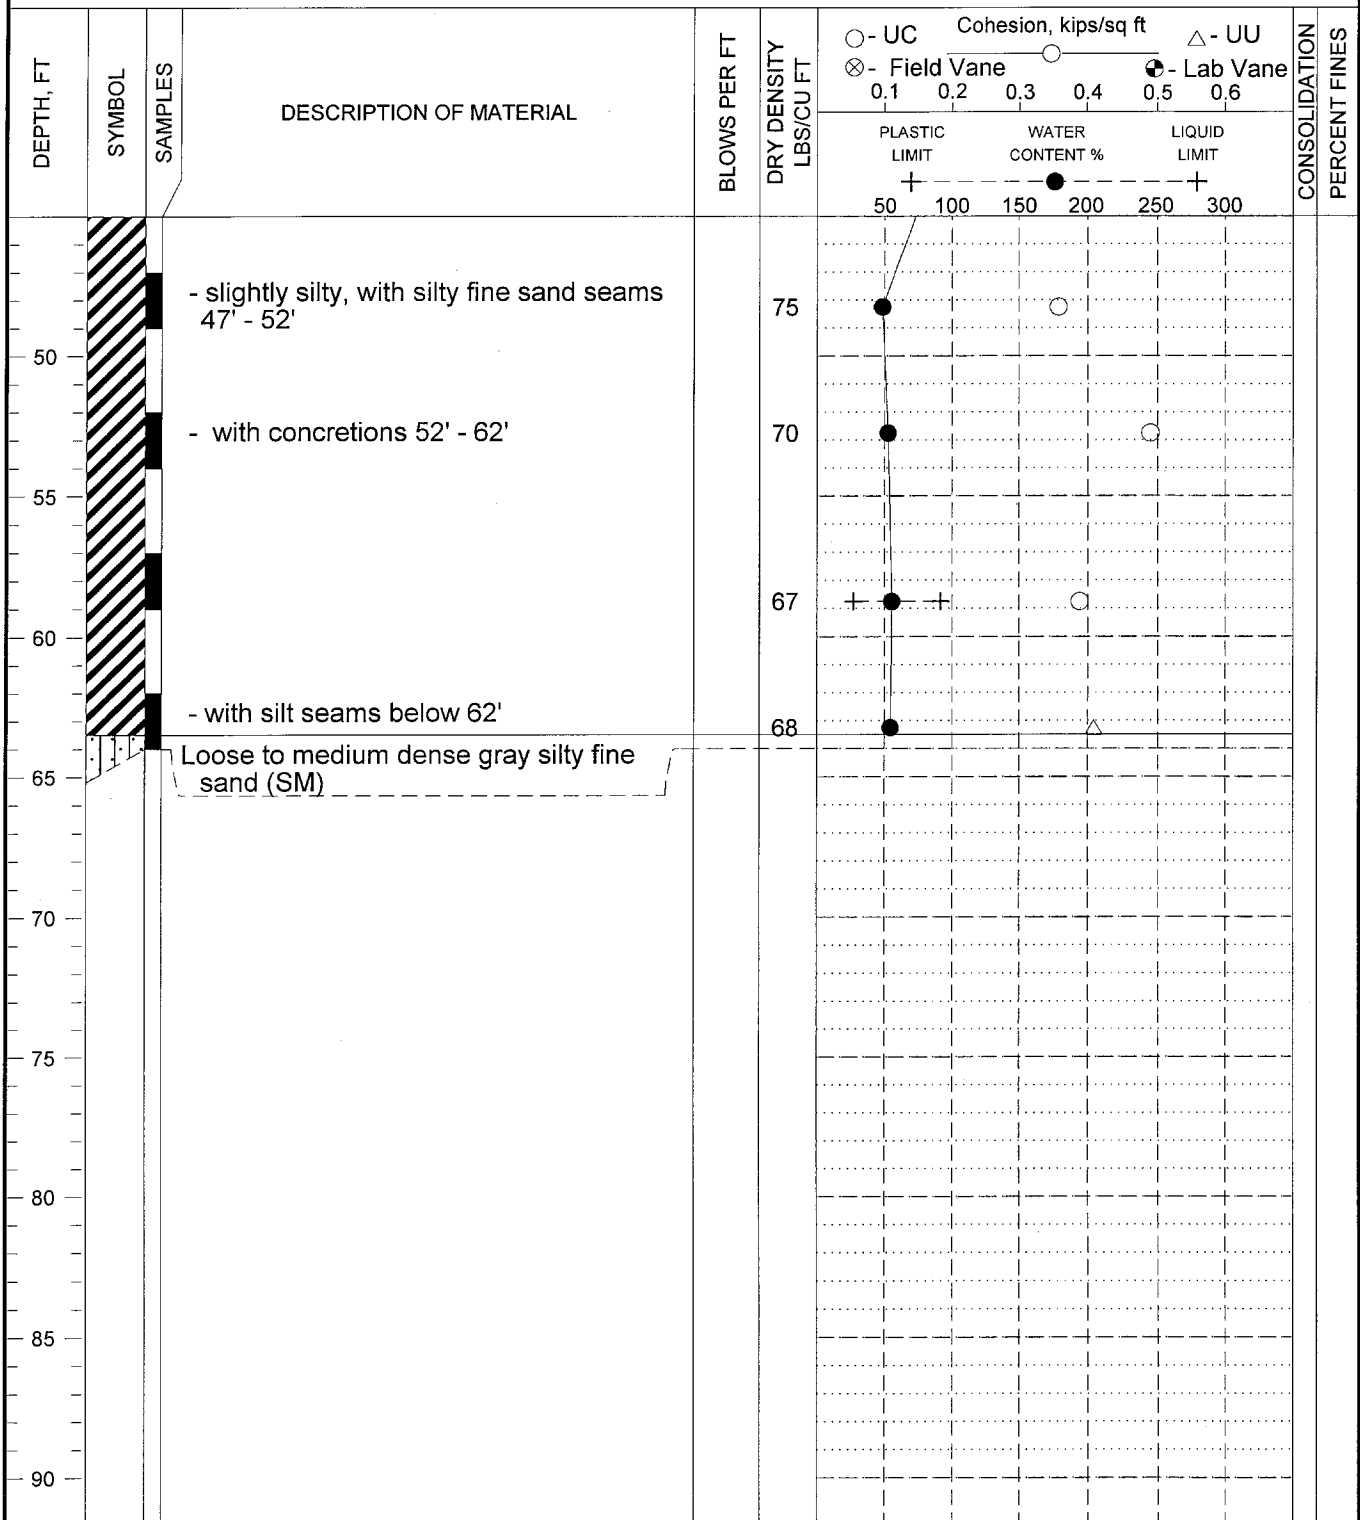 DEPTH, FT
SYMBOL
SAMPLES
DESCRIPTION OF MATERIAL
BLOWS PER FT
DRY DENSITY
LBS/CU FT
Cohesion, kips/sq ft
- UC
- UU
- Field Vane
- Lab Vane
0.1 0.2 0.3 0.4 0.5 0.6
PLASTIC
LIMIT
WATER
CONTENT %
LIQUID
LIMIT
50 100 150 200 250 300
CONSOLIDATION
PERCENT FINES
- slightly silty, with silty fine sand seams
47' - 52'
75
50
- with concretions 52' - 62'
70
55
67
60
- with silt seams below 62'
68
Loose to medium dense gray silty fine
sand (SM)
65
70
75
80
85
90